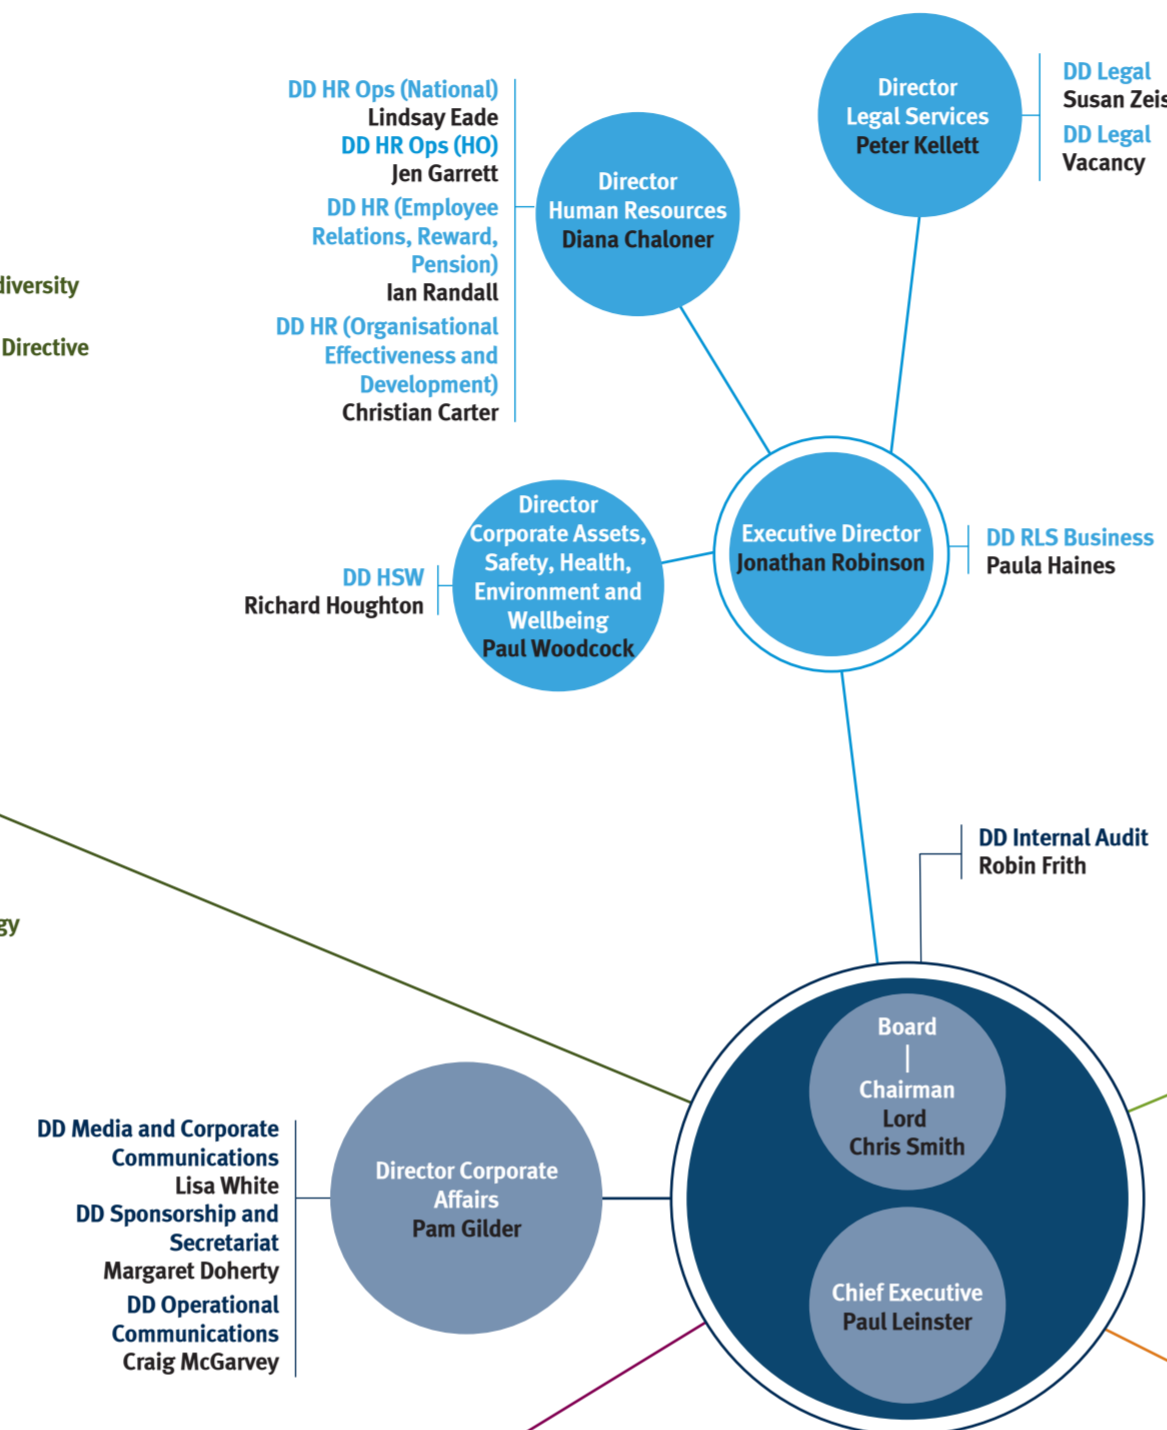 DD HR Ops (National)
Lindsay Eade
DD HR Ops (HO)
Jen Garrett
DD HR (Employee
Relations, Reward,
Pension)
Ian Randall
DD HR (Organisational
Effectiveness and
Development)
Christian Carter
Director
Human Resources
Diana Chaloner
Director
Legal Services
Peter Kellett
DD Legal
Susan
DD Legal
Vacancy
Directive
DD HSW
Richard Houghton
Director
Corporate Assets,
Safety, Health,
Environment and
Wellbeing
Paul Woodcock
Executive Director
Jonathan Robinson
DD RLS Business
Paula Haines
DD Internal Audit
Robin Frith
Board
Chairman
Lord
Chris Smith
Chief Executive
Paul Leinster
Director Corporate
Affairs
Pam Gilder
DD Media and Corporate
Communications
Lisa White
DD Sponsorship and
Secretariat
Margaret Doherty
DD Operational
Communications
Craig McGarvey